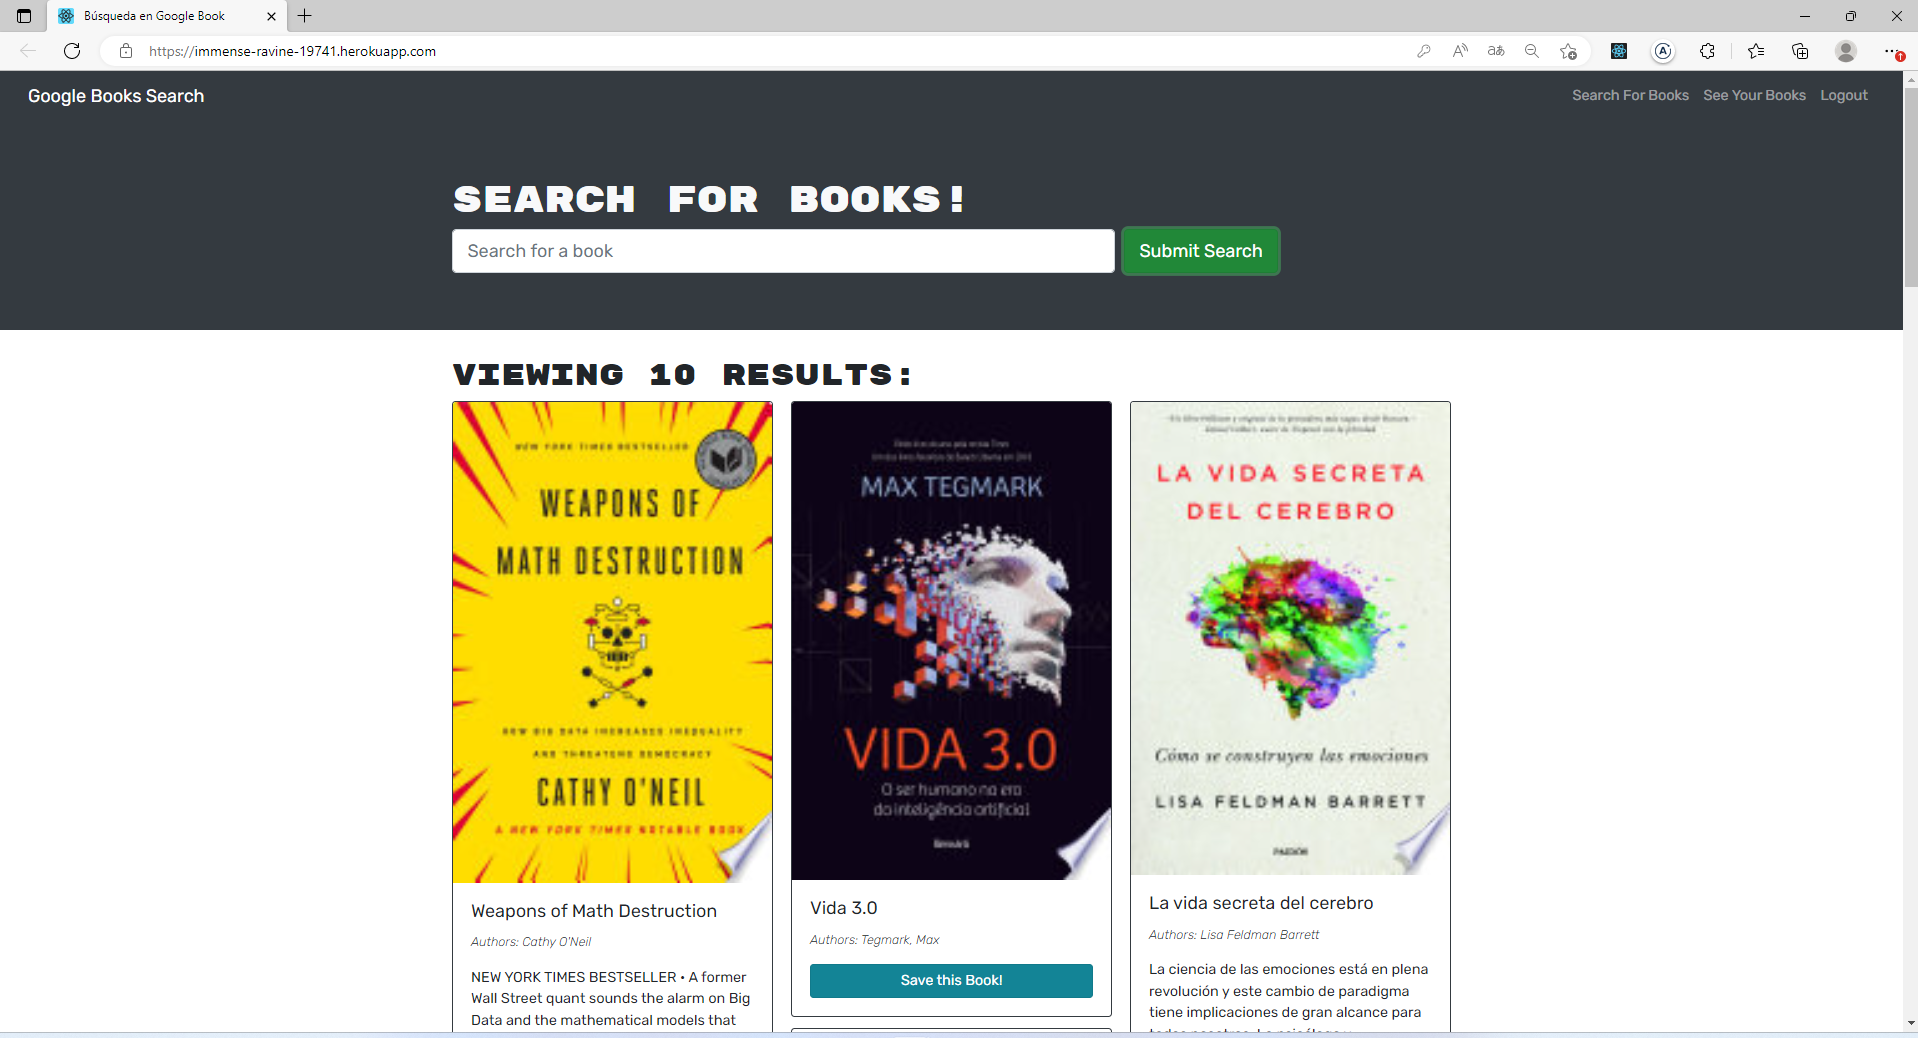 Búsqueda en Google Book
https://immense-ravine-19741.herokuapp.com
Google Books Search
Search For Books
See Your Books
Logout
SEARCH FOR BOOKS!
Search for a book
Submit Search
VIEWING 10 RESULTS:
NEW YORK TIMES BESTSELLER
WEAPONS OF
MATH DESTRUCTION
HOW BIG DATA INCREASES INEQUALITY
AND THREATENS DEMOCRACY
CATHY O'NEIL
A NEW YORK TIMES NOTABLE BOOK
Weapons of Math Destruction
Authors: Cathy O'Neil
NEW YORK TIMES BESTSELLER • A former
Wall Street quant sounds the alarm on Big
Data and the mathematical models that
MAX TEGMARK
VIDA 3.0
O ser humano na era
da inteligência artificial
Vida 3.0
Authors: Tegmark, Max
Save this Book!
LA VIDA SECRETA
DEL CEREBRO
Cómo se construyen las emociones
LISA FELDMAN BARRETT
PAIDÓS
La vida secreta del cerebro
Authors: Lisa Feldman Barrett
La ciencia de las emociones está en plena
revolución y este cambio de paradigma
tiene implicaciones de gran alcance para